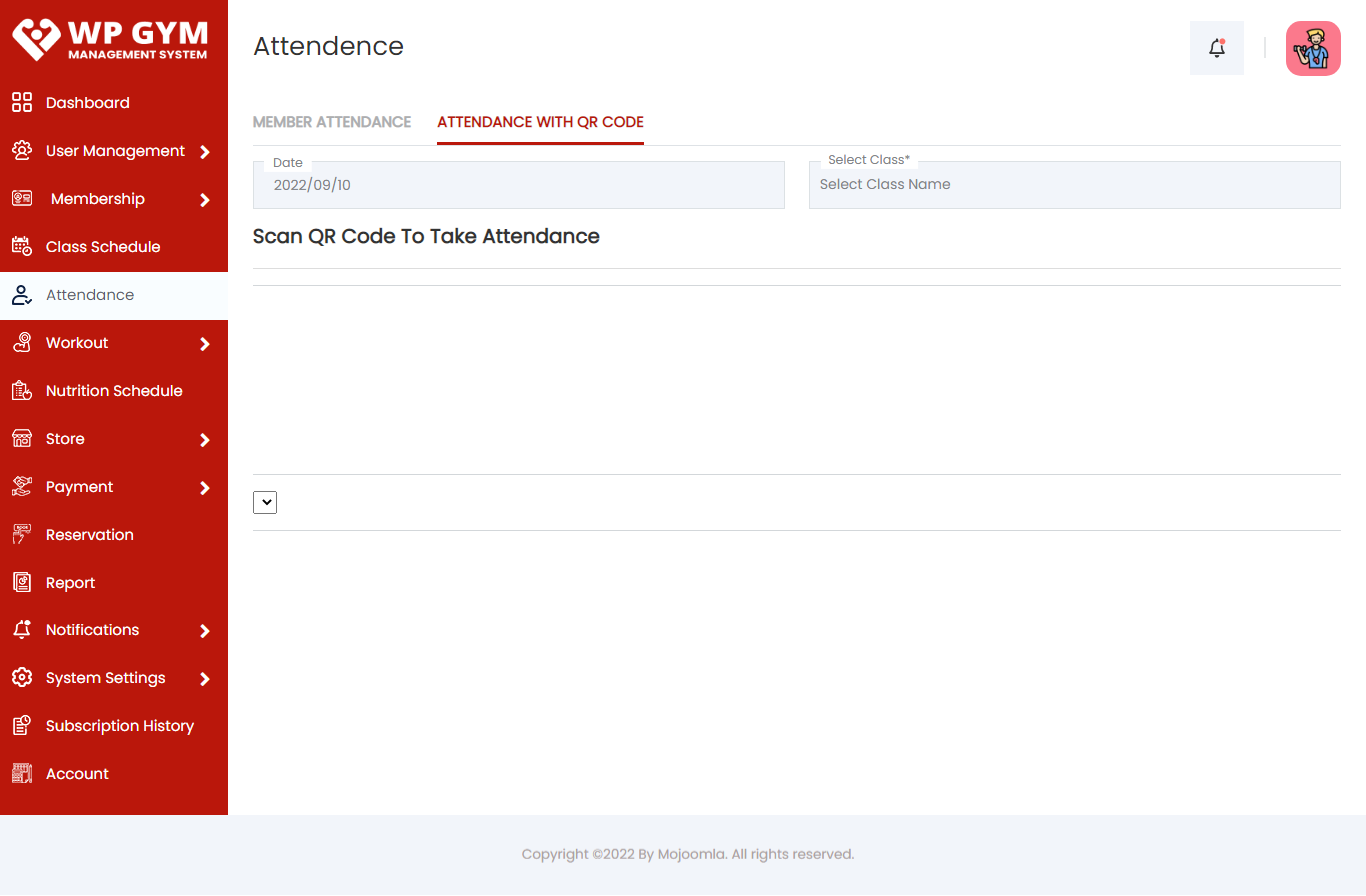 WP GYM
MANAGEMENT SYSTEM
Dashboard
User Management
Membership
Class Schedule
Attendance
Workout
Nutrition Schedule
Store
Payment
Reservation
Report
Notifications
System Settings
Subscription History
Account
Attendence
MEMBER ATTENDANCE
ATTENDANCE WITH QR CODE
Date
2022/09/10
Select Class*
Select Class Name
Scan QR Code To Take Attendance
Copyright ©2022 By Mojoomla. All rights reserved.